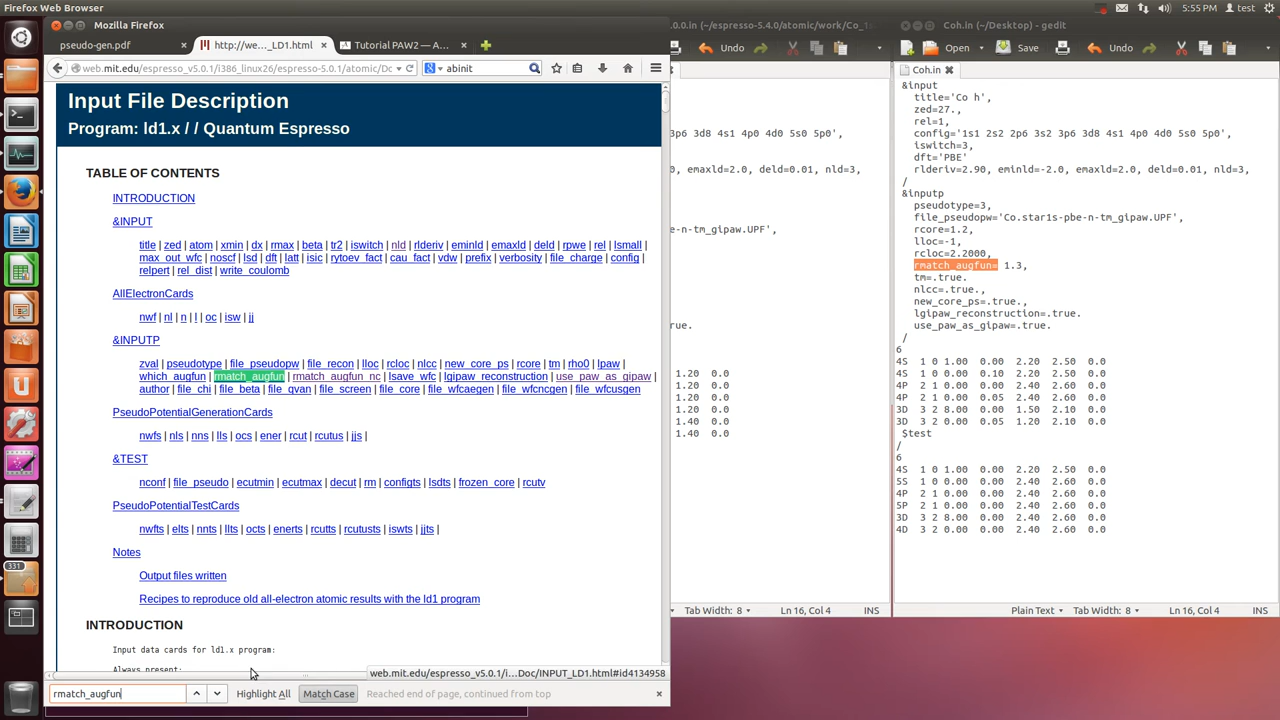 Firefox Web Browser
5:55 PM
test
Mozilla Firefox
pseudo-gen.pdf
http://we..._LD1.html
Tutorial PAW2 — A...
web.mit.edu/espresso_v5.0.1/i386_linux26/espresso-5.0.1/atomic/Dc
abinit
Input File Description
Program: ld1.x / / Quantum Espresso
TABLE OF CONTENTS
INTRODUCTION
&INPUT
title | zed | atom | xmin | dx | rmax | beta | tr2 | iswitch | nld | rlderiv | eminld | emaxld | deld | rpwe | rel | lsmall |
max_out_wfc | noscf | lsd | dft | latt | isic | rytoev_fact | cau_fact | vdw | prefix | verbosity | file_charge | config |
relpert | rel_dist | write_coulomb
AllElectronCards
nwf | nl | n | l | oc | isw | jj
&INPUTP
zval | pseudotype | file_pseudopw | file_recon | lloc | rcloc | nlcc | new_core_ps | rcore | tm | rho0 | lpaw |
which_augfun | rmatch_augfun | rmatch_augfun_nc | lsave_wfc | lgipaw_reconstruction | use_paw_as_gipaw |
author | file_chi | file_beta | file_qvan | file_screen | file_core | file_wfcaegen | file_wfcncgen | file_wfcusgen
PseudoPotentialGenerationCards
nwfs | nls | nns | lls | ocs | ener | rcut | rcutus | jjs |
&TEST
nconf | file_pseudo | ecutmin | ecutmax | decut | rm | configts | lsdts | frozen_core | rcutv
PseudoPotentialTestCards
nwfts | elts | nnts | llts | octs | enerts | rcutts | rcutusts | iswts | jjts |
Notes
Output files written
Recipes to reproduce old all-electron atomic results with the ld1 program
INTRODUCTION
Input data cards for ld1.x program:
Always present:
web.mit.edu/espresso_v5.0.1/i...Doc/INPUT_LD1.html#id4134958
rmatch_augfun
Highlight All
Match Case
Reached end of page, continued from top
331
.0.0.in (~/espresso-5.4.0/atomic/work/Co_1
Undo
3p6 3d8 4s1 4p0 4d0 5s0 5p0',
, emaxld=2.0, deld=0.01, nld=3,
e-n-tm_gipaw.UPF',
rue.
1.20 0.0
1.20 0.0
1.20 0.0
1.20 0.0
1.40 0.0
1.40 0.0
Tab Width: 8
Ln 16, Col 4
INS
Coh.in (~/Desktop) - gedit
Open
Save
Undo
Coh.in
&input
title='Co h',
zed=27.,
rel=1,
config='1s1 2s2 2p6 3s2 3p6 3d8 4s1 4p0 4d0 5s0 5p0',
iswitch=3,
dft='PBE'
rlderiv=2.90, eminld=-2.0, emaxld=2.0, deld=0.01, nld=3,
/
&inputp
pseudotype=3,
file_pseudopw='Co.star1s-pbe-n-tm_gipaw.UPF',
rcore=1.2,
lloc=-1,
rcloc=2.2000,
rmatch_augfun= 1.3,
tm=.true.
nlcc=.true.,
new_core_ps=.true.,
lgipaw_reconstruction=.true.
use_paw_as_gipaw=.true.
/
6
4S 1 0 1.00 0.00 2.20 2.50 0.0
4S 1 0 0.00 0.10 2.20 2.50 0.0
4P 2 1 0.00 0.00 2.40 2.60 0.0
4P 2 1 0.00 0.05 2.40 2.60 0.0
3D 3 2 8.00 0.00 1.50 2.10 0.0
3D 3 2 0.00 0.05 1.20 2.10 0.0
$test
/
6
4S 1 0 1.00 0.00 2.20 2.50 0.0
5S 1 0 0.00 0.00 2.40 2.60 0.0
4P 2 1 0.00 0.00 2.40 2.60 0.0
5P 2 1 0.00 0.00 2.40 2.60 0.0
3D 3 2 8.00 0.00 2.40 2.60 0.0
4D 3 2 0.00 0.00 2.40 2.60 0.0
Plain Text
Tab Width: 8
Ln 16, Col 4
INS